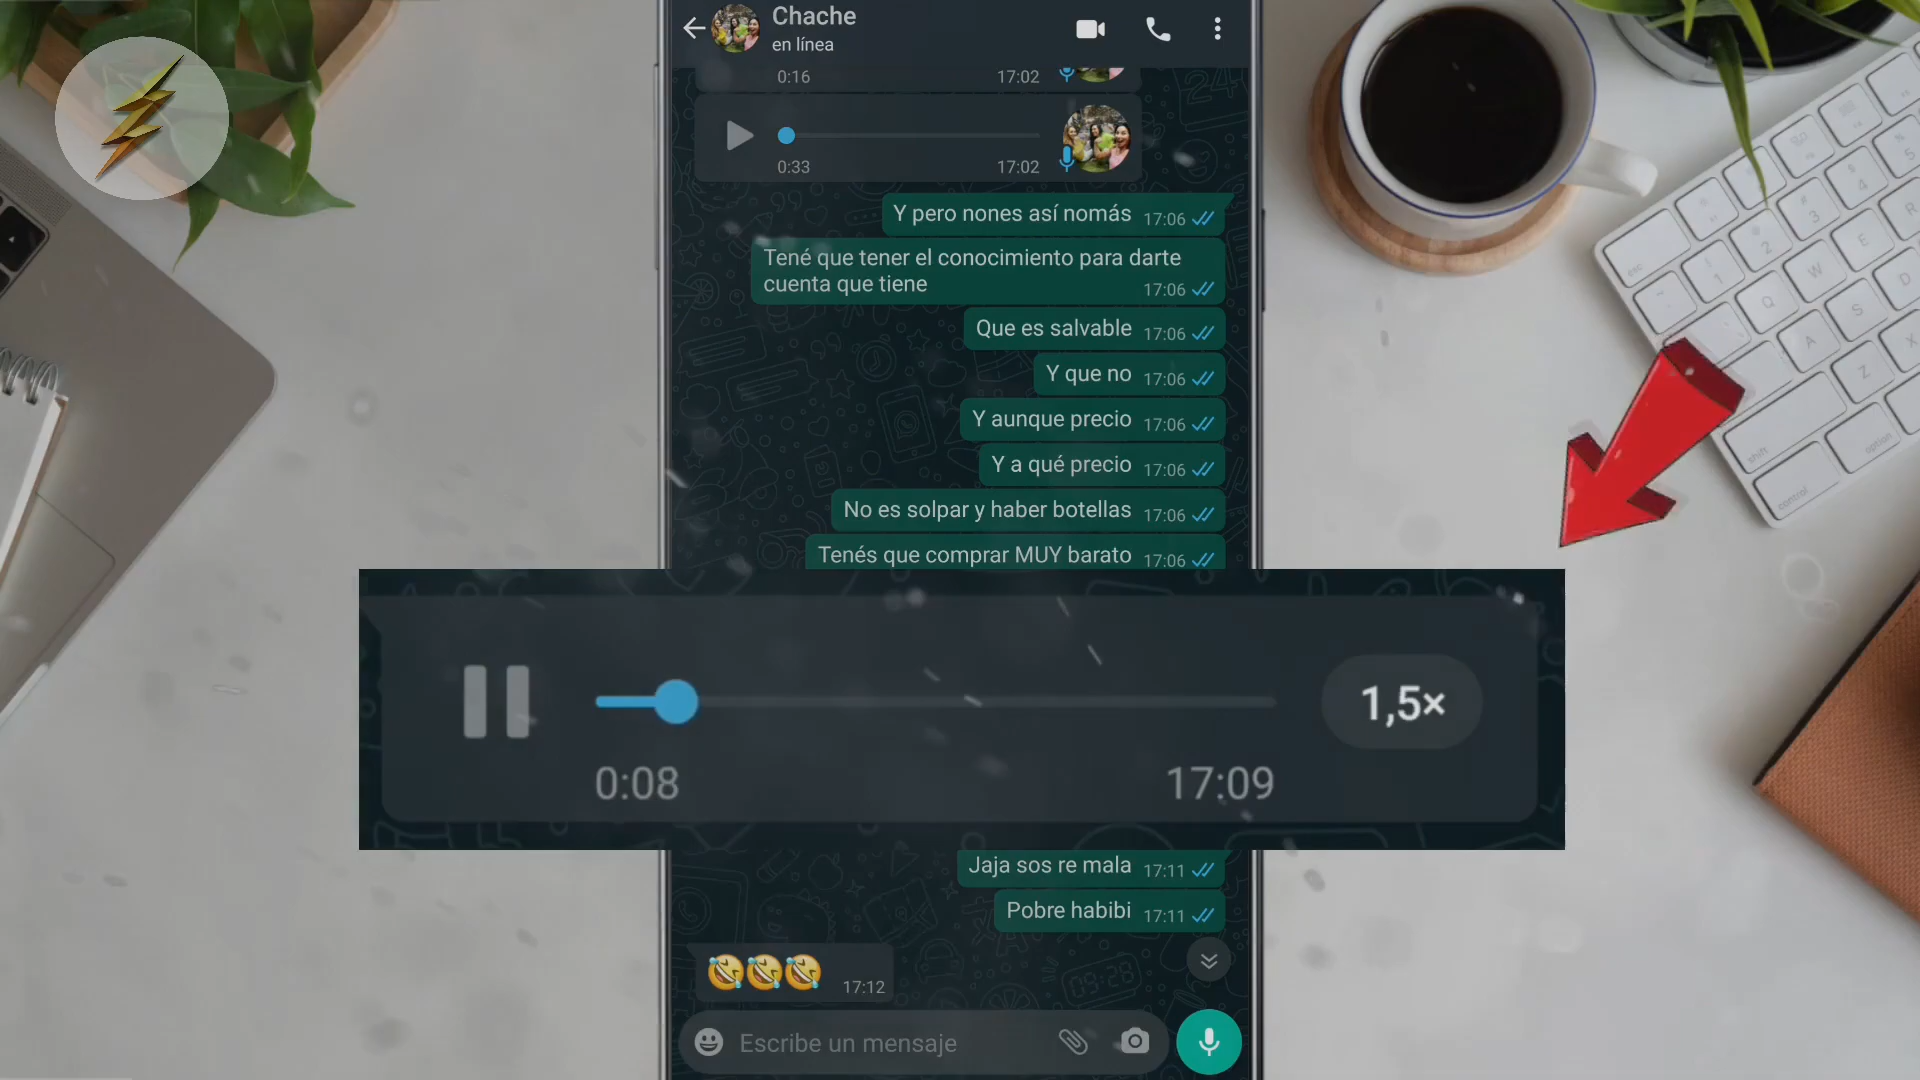 Chache
en línea
0:16 17:02
0:33 17:02
Y pero nones así nomás 17:06
Tené que tener el conocimiento para darte
cuenta que tiene 17:06
Que es salvable 17:06
Y que no 17:06
Y aunque precio 17:06
Y a qué precio 17:06
No es solpar y haber botellas 17:06
Tenés que comprar MUY barato 17:06
1,5×
0:08 17:09
Jaja sos re mala 17:11
Pobre habibi 17:11
🤣🤣🤣 17:12
Escribe un mensaje
esc
shift
option
control